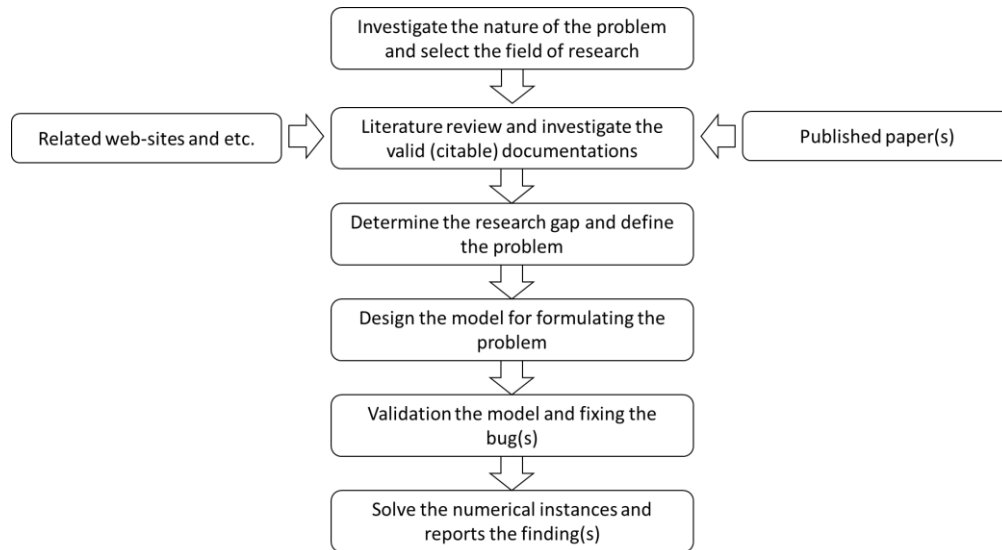 Investigate the nature of the problem
and select the field of research
Related web-sites and etc.
Literature review and investigate the
valid (citable) documentations
Published paper(s)
Determine the research gap and define
the problem
Design the model for formulating the
problem
Validation the model and fixing the
bug(s)
Solve the numerical instances and
reports the finding(s)